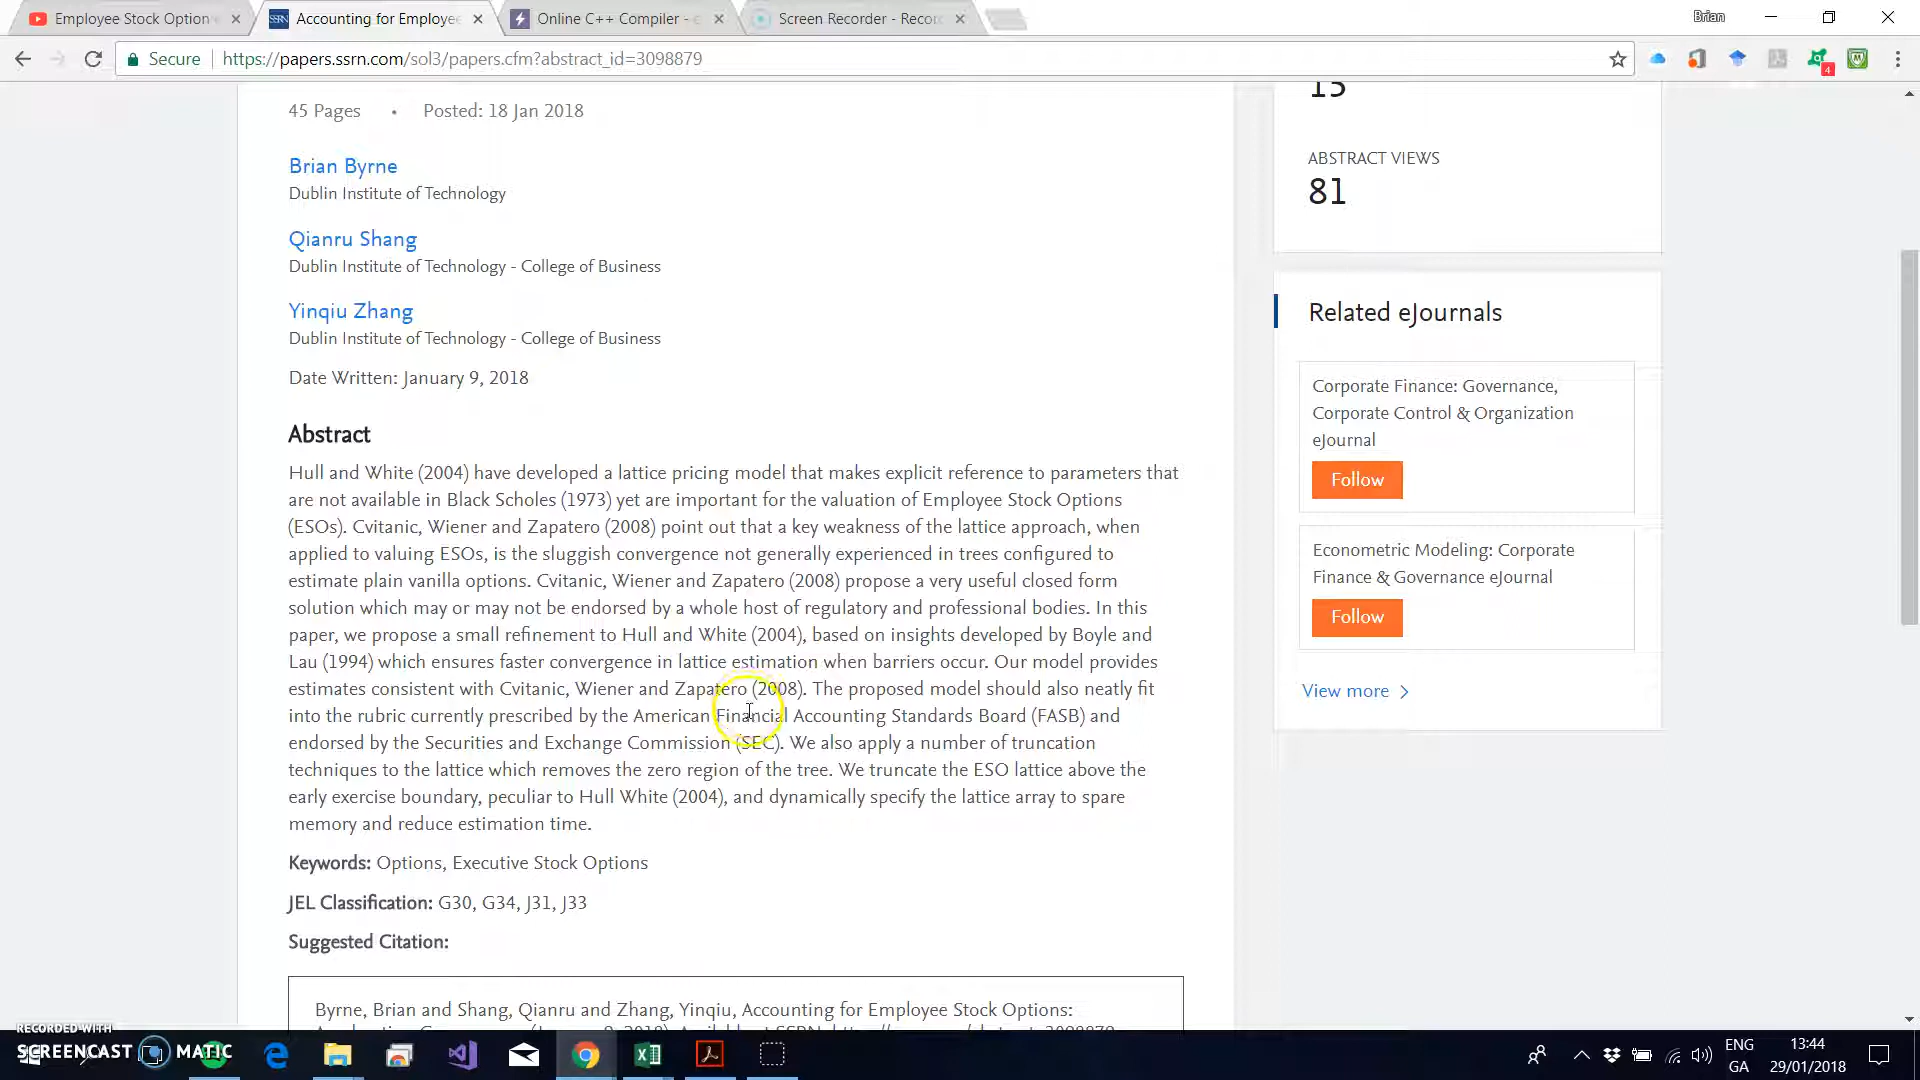 Employee Stock Option
Accounting for Employee
Online C++ Compiler -
Screen Recorder - Recor
Brian
Secure
https://papers.ssrn.com/sol3/papers.cfm?abstract_id=3098879
4
45 Pages • Posted: 18 Jan 2018
Brian Byrne
Dublin Institute of Technology
Qianru Shang
Dublin Institute of Technology - College of Business
Yinqiu Zhang
Dublin Institute of Technology - College of Business
Date Written: January 9, 2018
Abstract
Hull and White (2004) have developed a lattice pricing model that makes explicit reference to parameters that
are not available in Black Scholes (1973) yet are important for the valuation of Employee Stock Options
(ESOs). Cvitanic, Wiener and Zapatero (2008) point out that a key weakness of the lattice approach, when
applied to valuing ESOs, is the sluggish convergence not generally experienced in trees configured to
estimate plain vanilla options. Cvitanic, Wiener and Zapatero (2008) propose a very useful closed form
solution which may or may not be endorsed by a whole host of regulatory and professional bodies. In this
paper, we propose a small refinement to Hull and White (2004), based on insights developed by Boyle and
Lau (1994) which ensures faster convergence in lattice estimation when barriers occur. Our model provides
estimates consistent with Cvitanic, Wiener and Zapatero (2008). The proposed model should also neatly fit
into the rubric currently prescribed by the American Financial Accounting Standards Board (FASB) and
endorsed by the Securities and Exchange Commission (SEC). We also apply a number of truncation
techniques to the lattice which removes the zero region of the tree. We truncate the ESO lattice above the
early exercise boundary, peculiar to Hull White (2004), and dynamically specify the lattice array to spare
memory and reduce estimation time.
Keywords: Options, Executive Stock Options
JEL Classification: G30, G34, J31, J33
Suggested Citation:
Byrne, Brian and Shang, Qianru and Zhang, Yinqiu, Accounting for Employee Stock Options:
15
ABSTRACT VIEWS
81
Related eJournals
Corporate Finance: Governance,
Corporate Control & Organization
eJournal
Follow
Econometric Modeling: Corporate
Finance & Governance eJournal
Follow
View more
RECORDED WITH
SCREENCAST MATIC
ENG
GA
13:44
29/01/2018